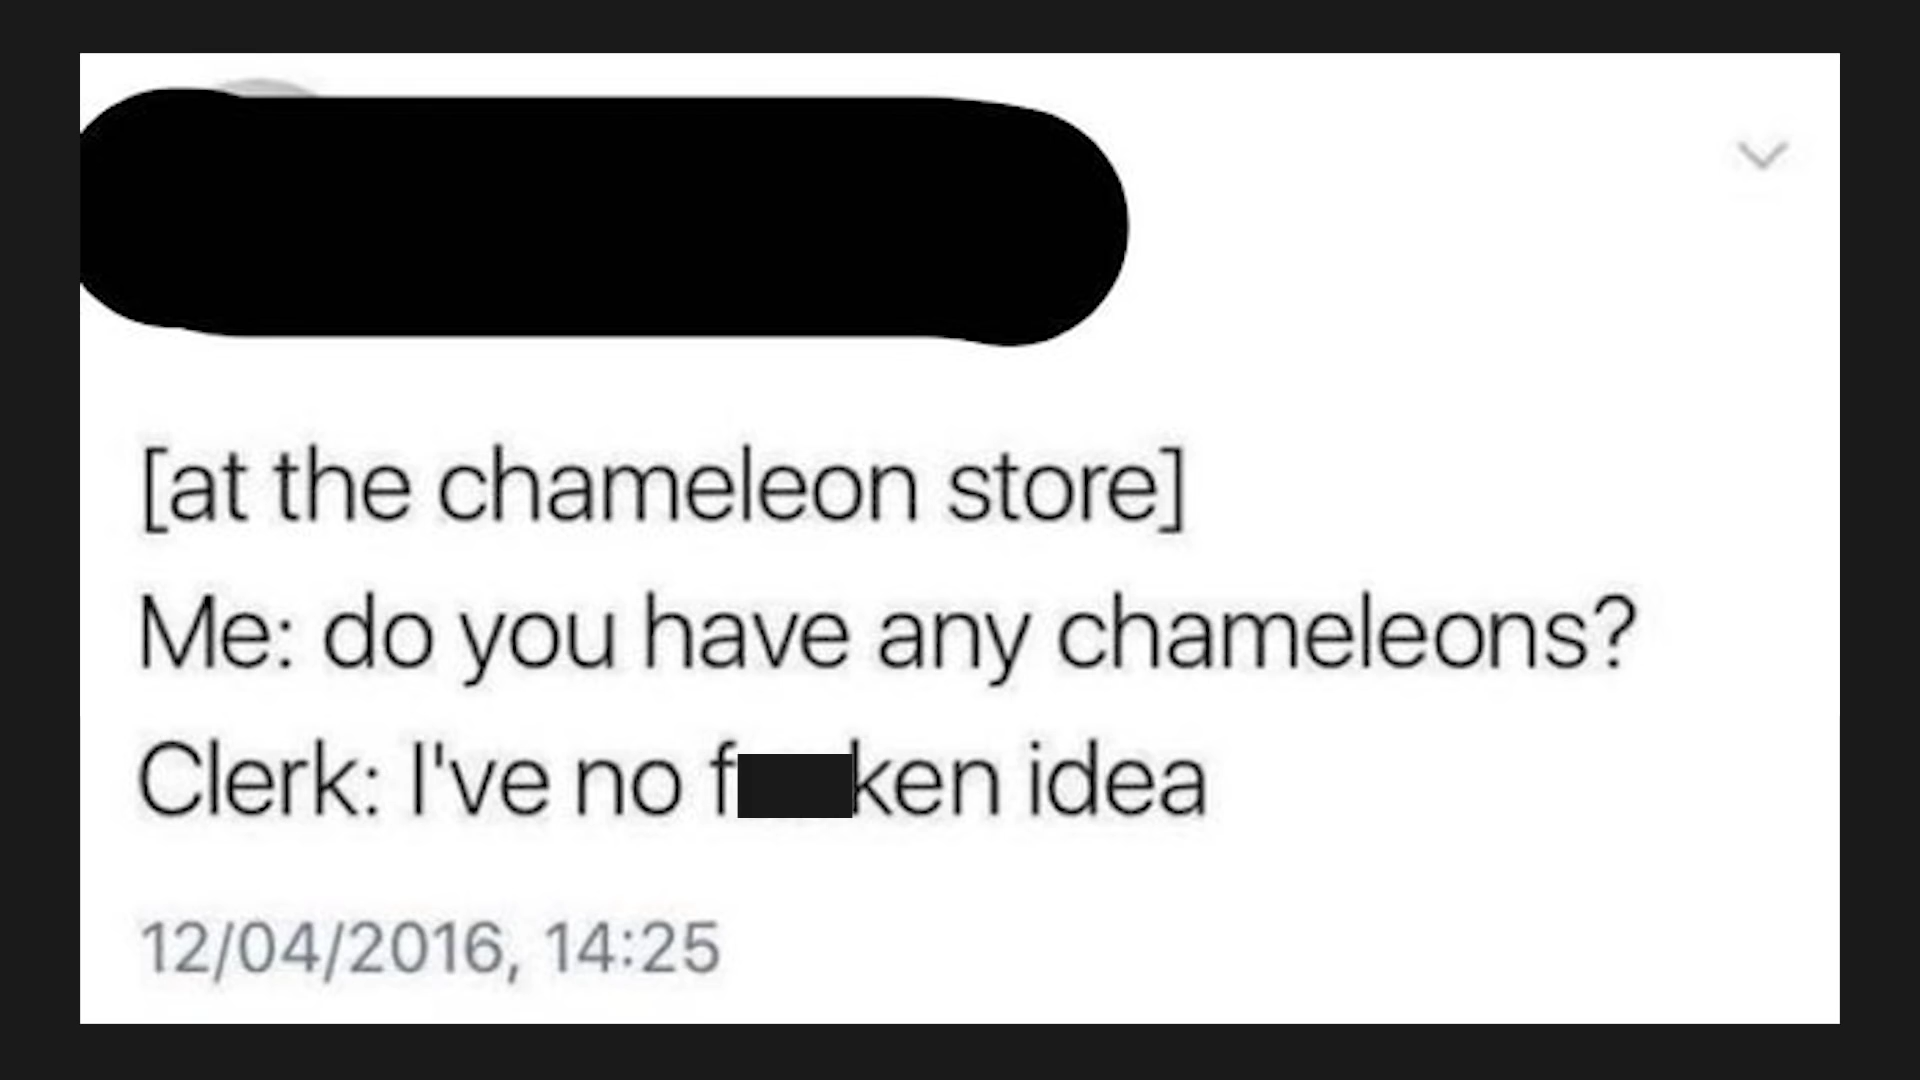 [at the chameleon store]
Me: do you have any chameleons?
Clerk: I've no idea
12/04/2016, 14:25